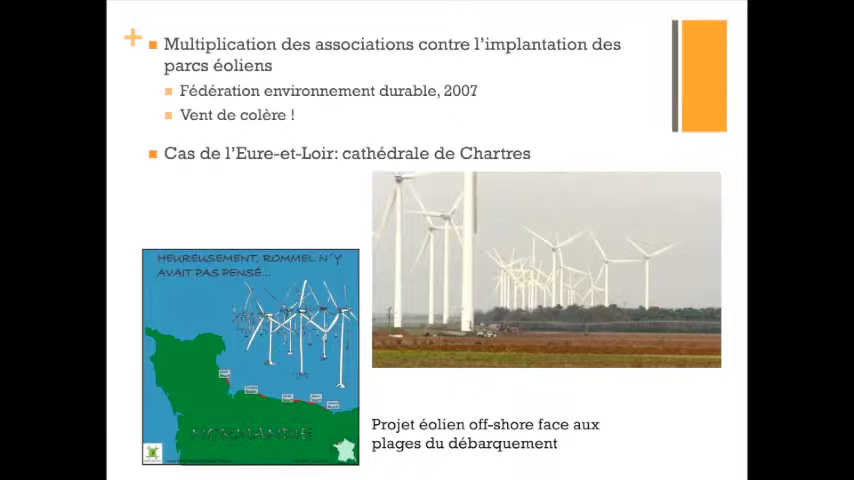 +
Multiplication des associations contre l'implantation des
parcs éoliens
Fédération environnement durable, 2007
Vent de colère !
Cas de l'Eure-et-Loir: cathédrale de Chartres
HEUREUSEMENT, ROMMEL N'Y
AVAIT PAS PENSÉ...
NORMANDIE
Projet éolien off-shore face aux
plages du débarquement